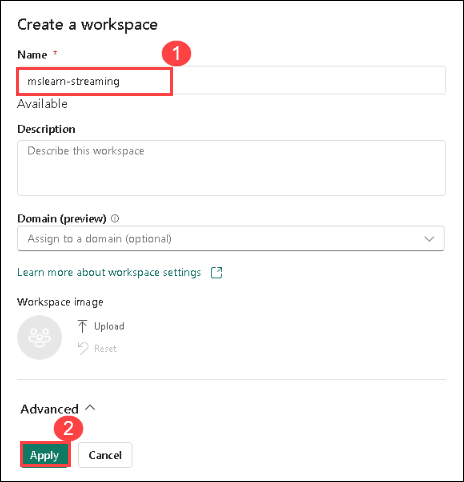 Create a workspace
Name *
1
mslearn-streaming
Available
Description
Describe this workspace
Domain (preview)
Assign to a domain (optional)
Learn more about workspace settings
Workspace image
Upload
Reset
Advanced
2
Apply Cancel